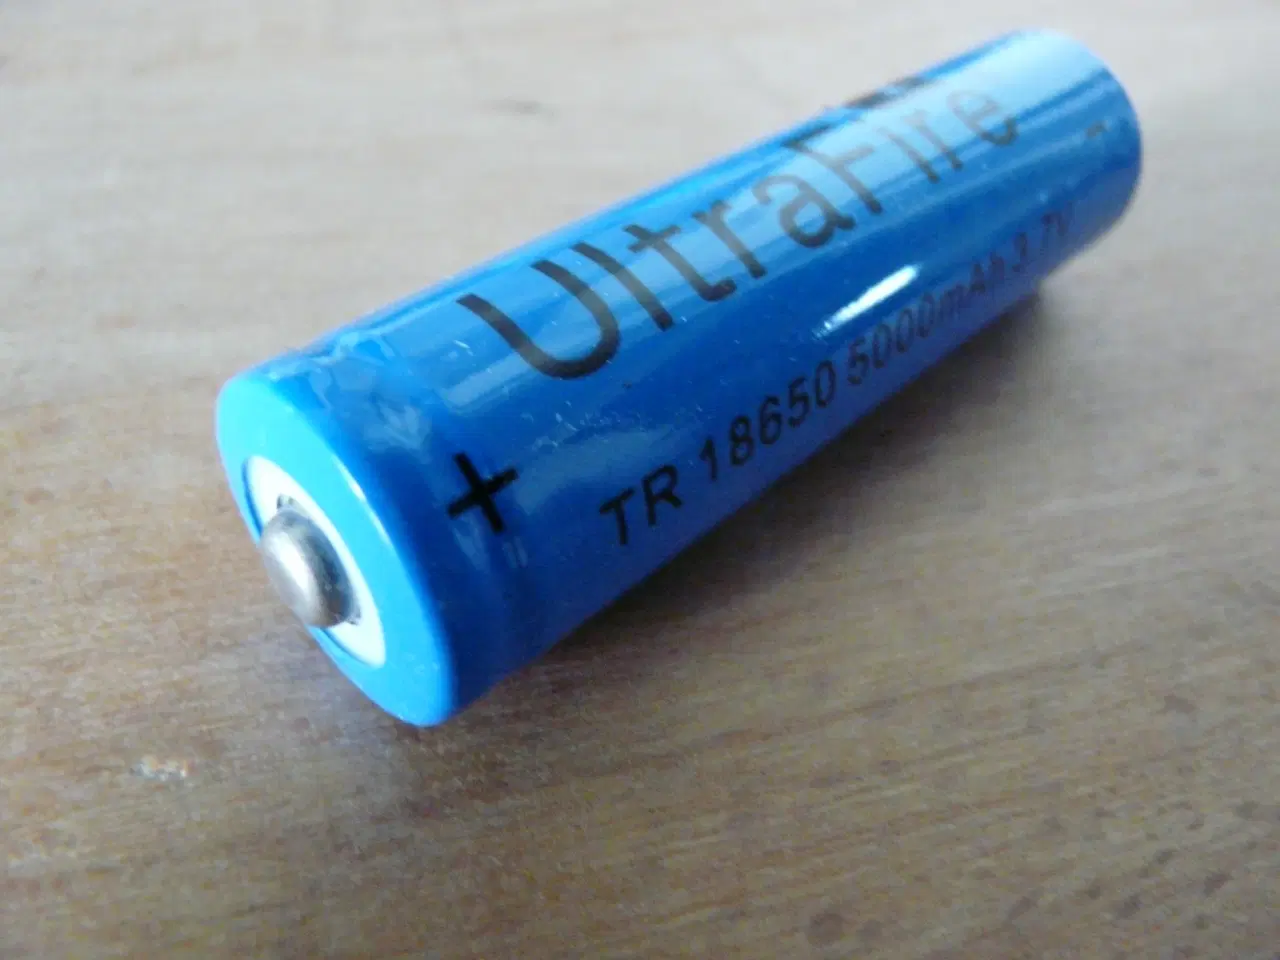 UltraFire
+ TR 18650 5000mAh 3.7V -